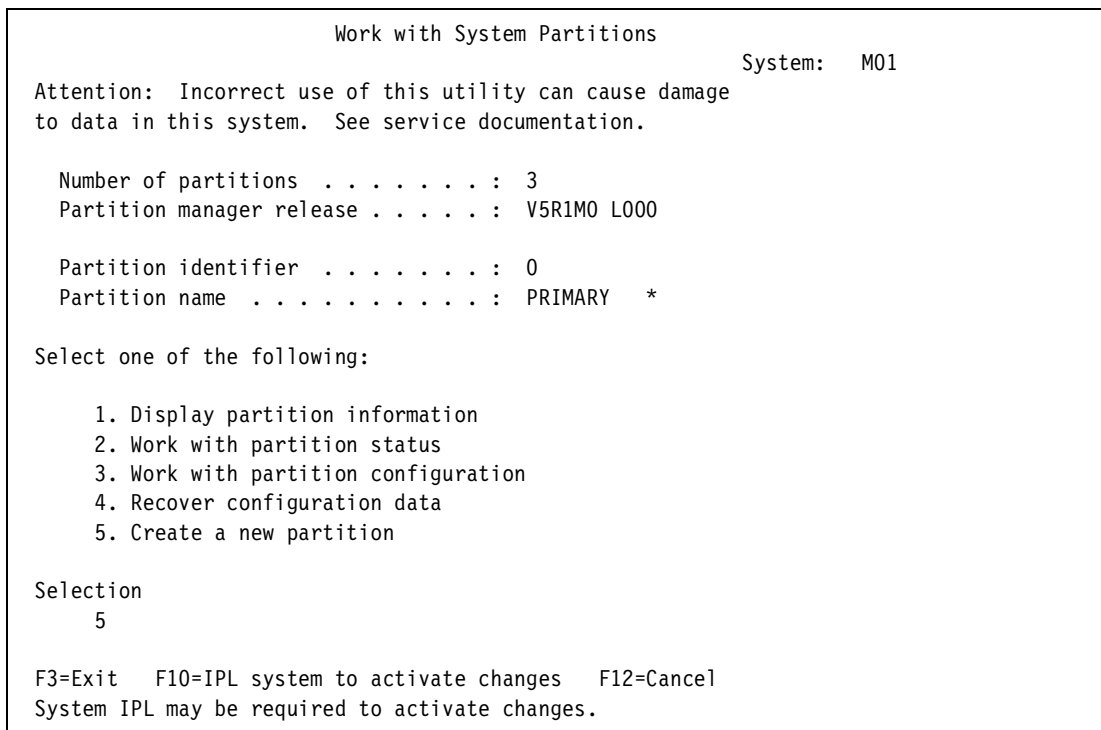 Work with System Partitions
System: M01
Attention: Incorrect use of this utility can cause damage
to data in this system. See service documentation.
Number of partitions . . . . . . . : 3
Partition manager release . . . . . : V5R1M0 L000
Partition identifier . . . . . . . : 0
Partition name . . . . . . . . . . : PRIMARY *
Select one of the following:
1. Display partition information
2. Work with partition status
3. Work with partition configuration
4. Recover configuration data
5. Create a new partition
Selection
5
F3=Exit F10=IPL system to activate changes F12=Cancel
System IPL may be required to activate changes.